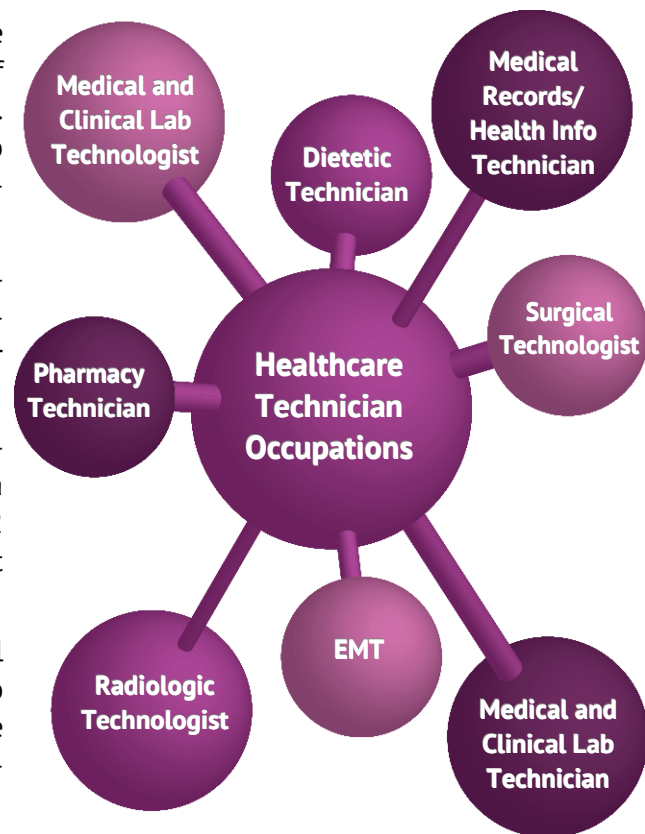 Medical and
Clinical Lab
Technologist
Dietetic
Technician
Medical
Records/
Health Info
Technician
Surgical
Technologist
Pharmacy
Technician
Healthcare
Technician
Occupations
Radiologic
Technologist
EMT
Medical and
Clinical Lab
Technician